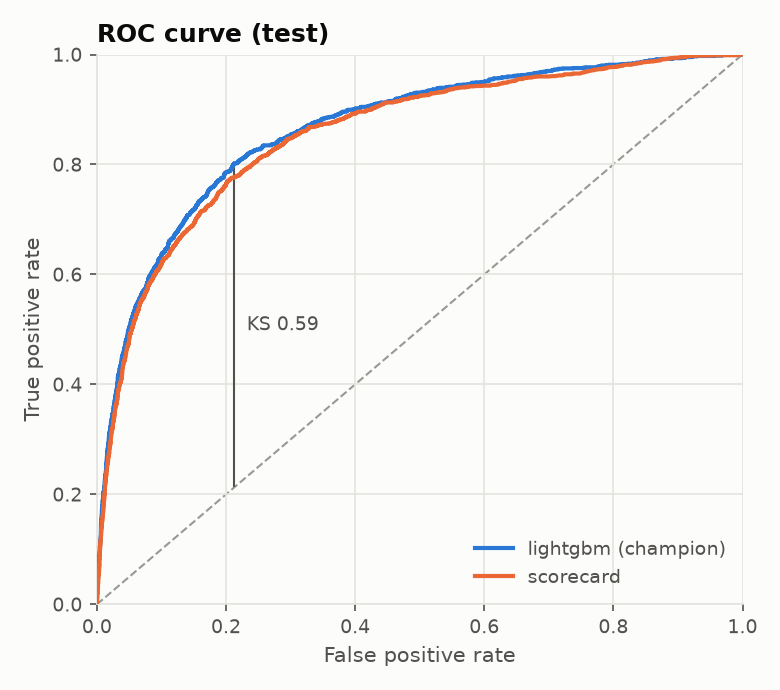 ROC curve (test)
1.0
0.8
0.6
0.4
0.2
0.0
True positive rate
KS 0.59
lightgbm (champion)
scorecard
0.0 0.2 0.4 0.6 0.8 1.0
False positive rate